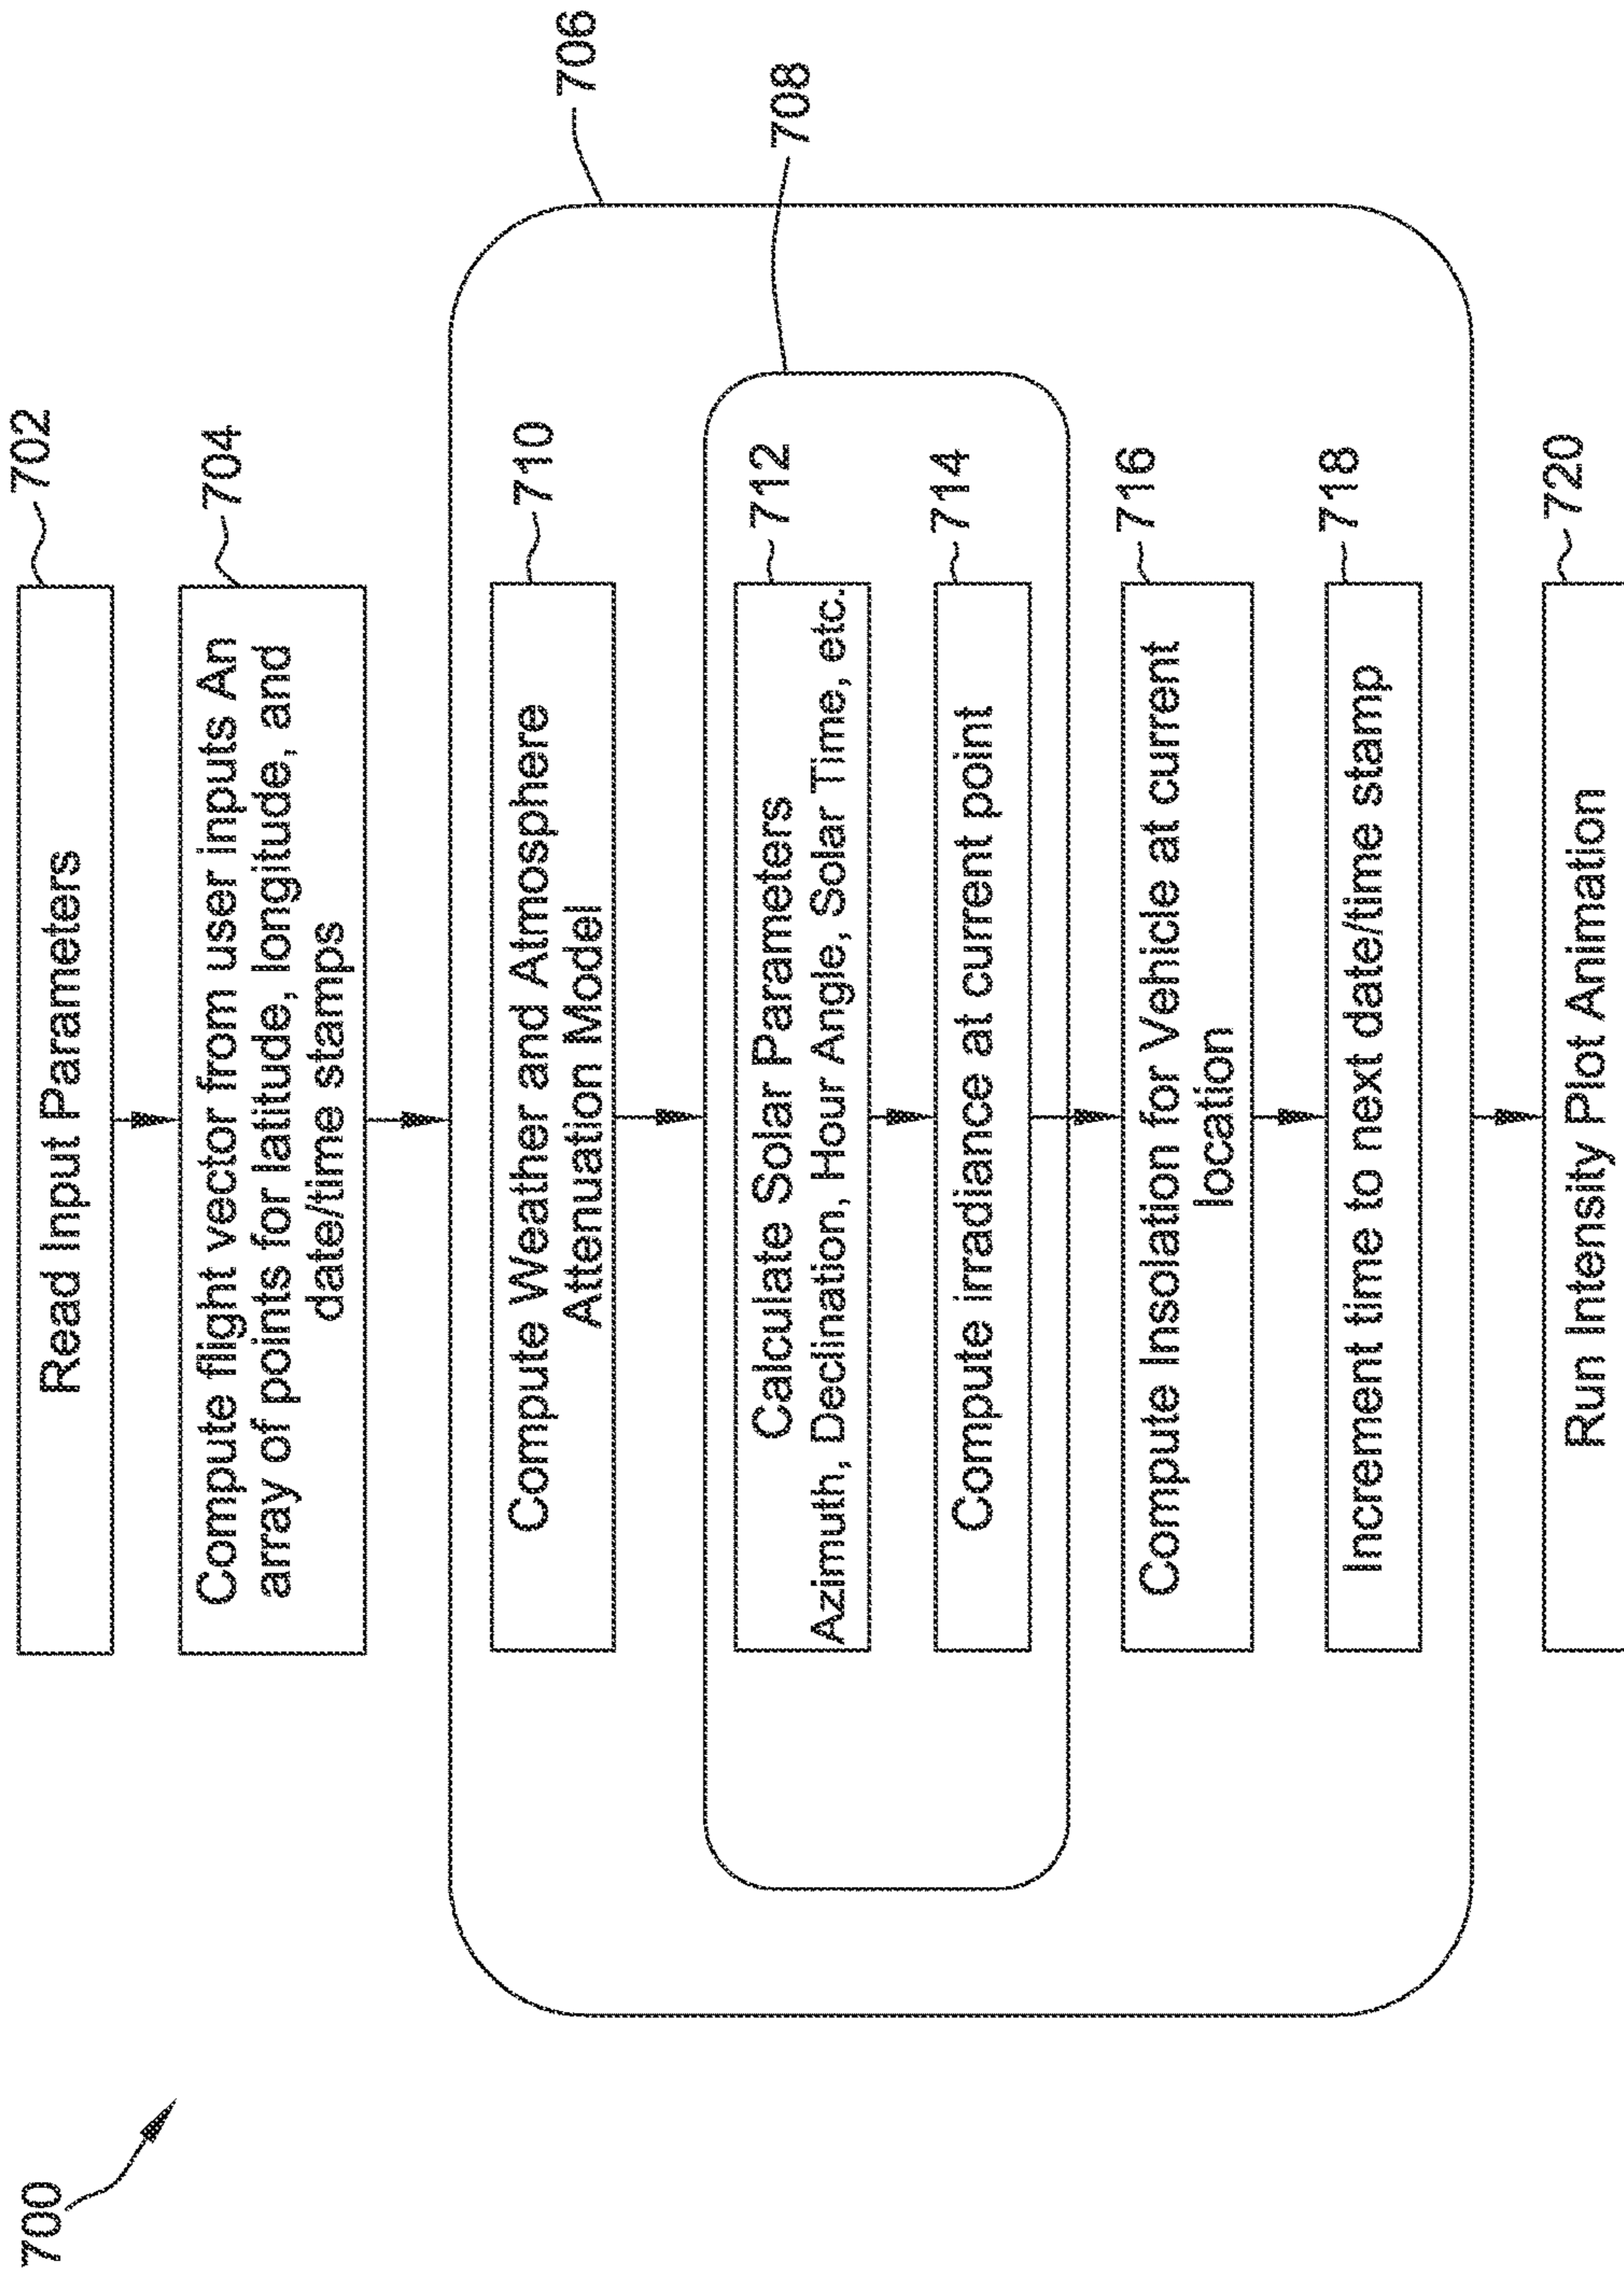 700
Read Input Parameters
702
Compute flight vector from user inputs An
array of points for latitude, longitude, and
date/time stamps
704
706
708
Compute Weather and Atmosphere
Attenuation Model
710
Calculate Solar Parameters
Azimuth, Declination, Hour Angle, Solar Time, etc.
712
Compute irradiance at current point
714
Compute Insolation for Vehicle at current
location
716
Increment time to next date/time stamp
718
Run Intensity Plot Animation
720